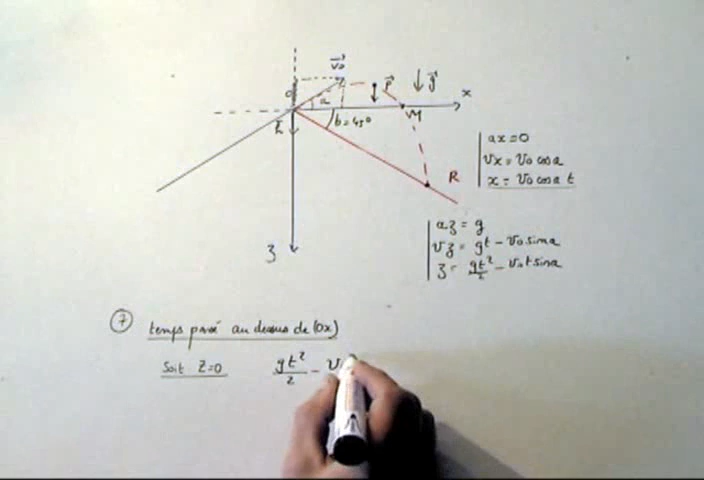 V₀
P g
O a x
M
k b = 45°
R
ax = 0
vx = v₀ cos a
x = v₀ cos a t
z
az = g
vz = gt - v₀ sin a
z = gt²/2 - v₀ t sin a
7 temps passé au dessus de (Ox)
Soit Z=0 gt²/2 - v